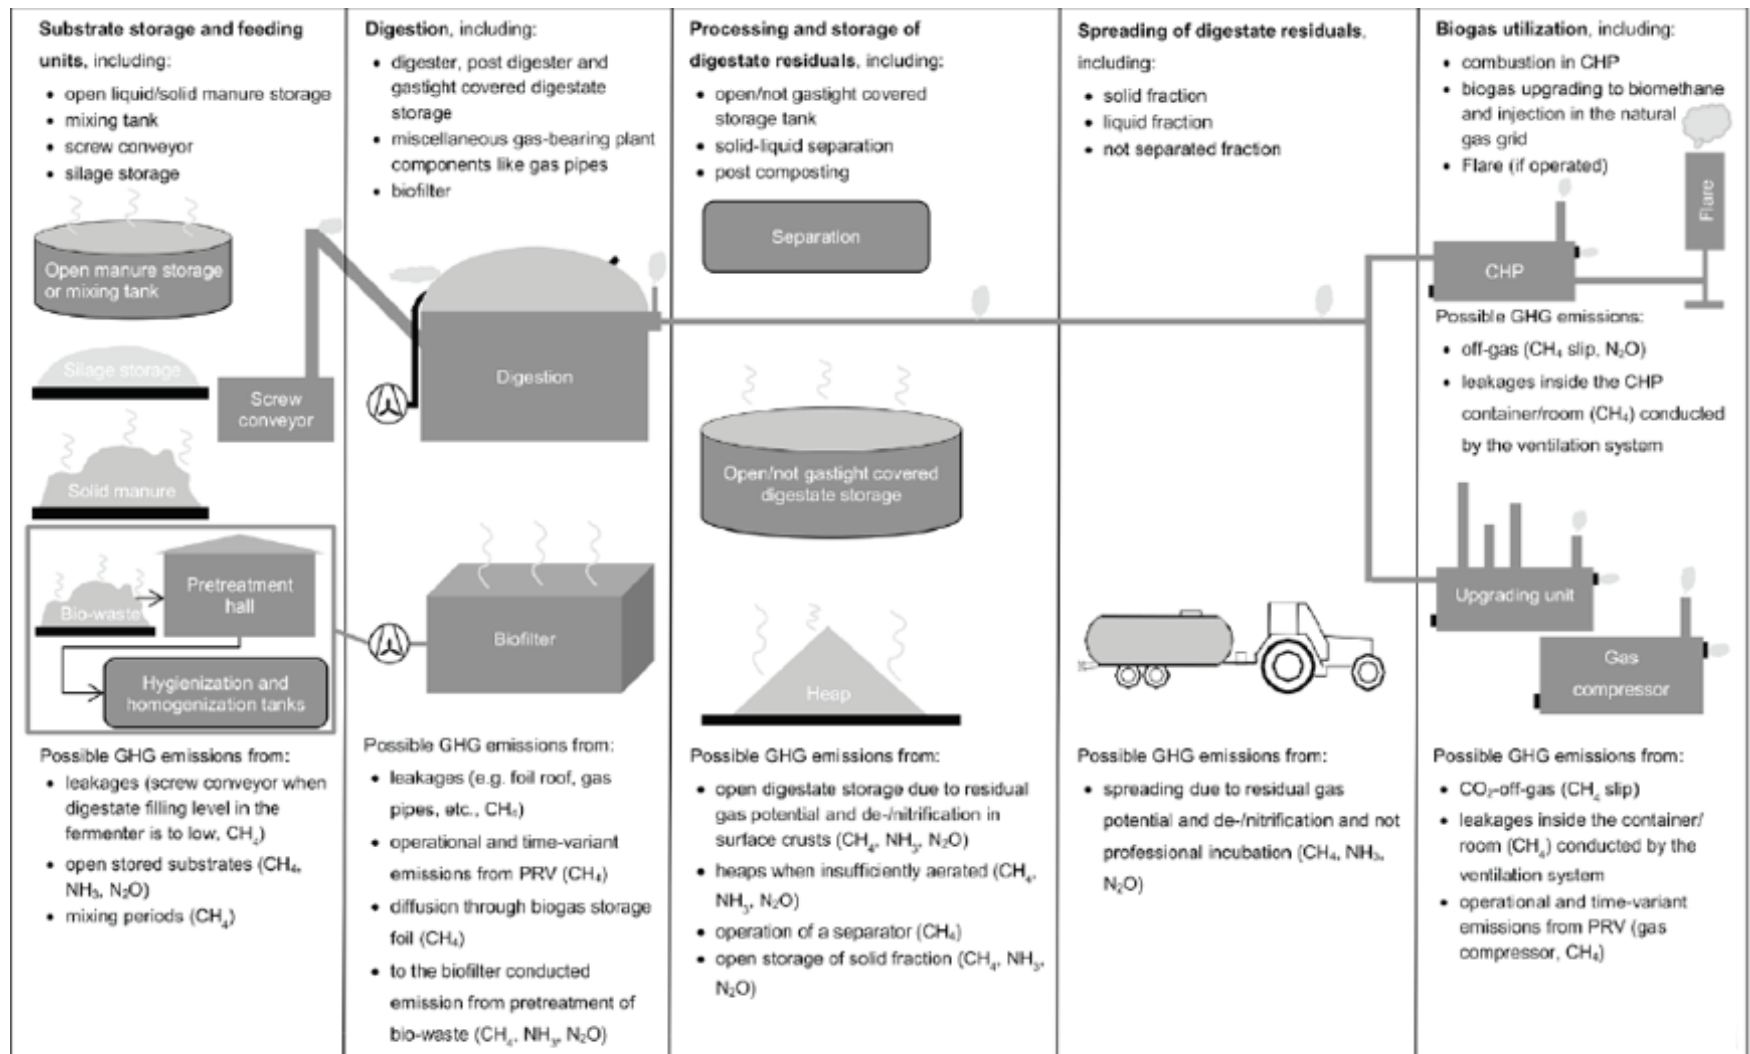 Substrate storage and feeding
units, including:
• open liquid/solid manure storage
• mixing tank
• screw conveyor
• silage storage
Open manure storage
or mixing tank
Silage storage
Screw
conveyor
Solid manure
Bio-waste
Pretreatment
hall
Hygienization and
homogenization tanks
Possible GHG emissions from:
• leakages (screw conveyor when
digestate filling level in the
fermenter is to low, CH₄)
• open stored substrates (CH₄,
NH₃, N₂O)
• mixing periods (CH₄)
Digestion, including:
• digester, post digester and
gastight covered digestate
storage
• miscellaneous gas-bearing plant
components like gas pipes
• biofilter
Digestion
Biofilter
Possible GHG emissions from:
• leakages (e.g. foil roof, gas
pipes, etc., CH₄)
• operational and time-variant
emissions from PRV (CH₄)
• diffusion through biogas storage
foil (CH₄)
• to the biofilter conducted
emission from pretreatment of
bio-waste (CH₄, NH₃, N₂O)
Processing and storage of
digestate residuals, including:
• open/not gastight covered
storage tank
• solid-liquid separation
• post composting
Separation
Open/not gastight covered
digestate storage
Heap
Possible GHG emissions from:
• open digestate storage due to residual
gas potential and de-/nitrification in
surface crusts (CH₄, NH₃, N₂O)
• heaps when insufficiently aerated (CH₄,
NH₃, N₂O)
• operation of a separator (CH₄)
• open storage of solid fraction (CH₄, NH₃,
N₂O)
Spreading of digestate residuals,
including:
• solid fraction
• liquid fraction
• not separated fraction
Possible GHG emissions from:
• spreading due to residual gas
potential and de-/nitrification and not
professional incubation (CH₄, NH₃,
N₂O)
Biogas utilization, including:
• combustion in CHP
• biogas upgrading to biomethane
and injection in the natural
gas grid
• Flare (if operated)
Flare
CHP
Possible GHG emissions:
• off-gas (CH₄ slip, N₂O)
• leakages inside the CHP
container/room (CH₄) conducted
by the ventilation system
Upgrading unit
Gas
compressor
Possible GHG emissions from:
• CO₂-off-gas (CH₄ slip)
• leakages inside the container/
room (CH₄) conducted by the
ventilation system
• operational and time-variant
emissions from PRV (gas
compressor, CH₄)